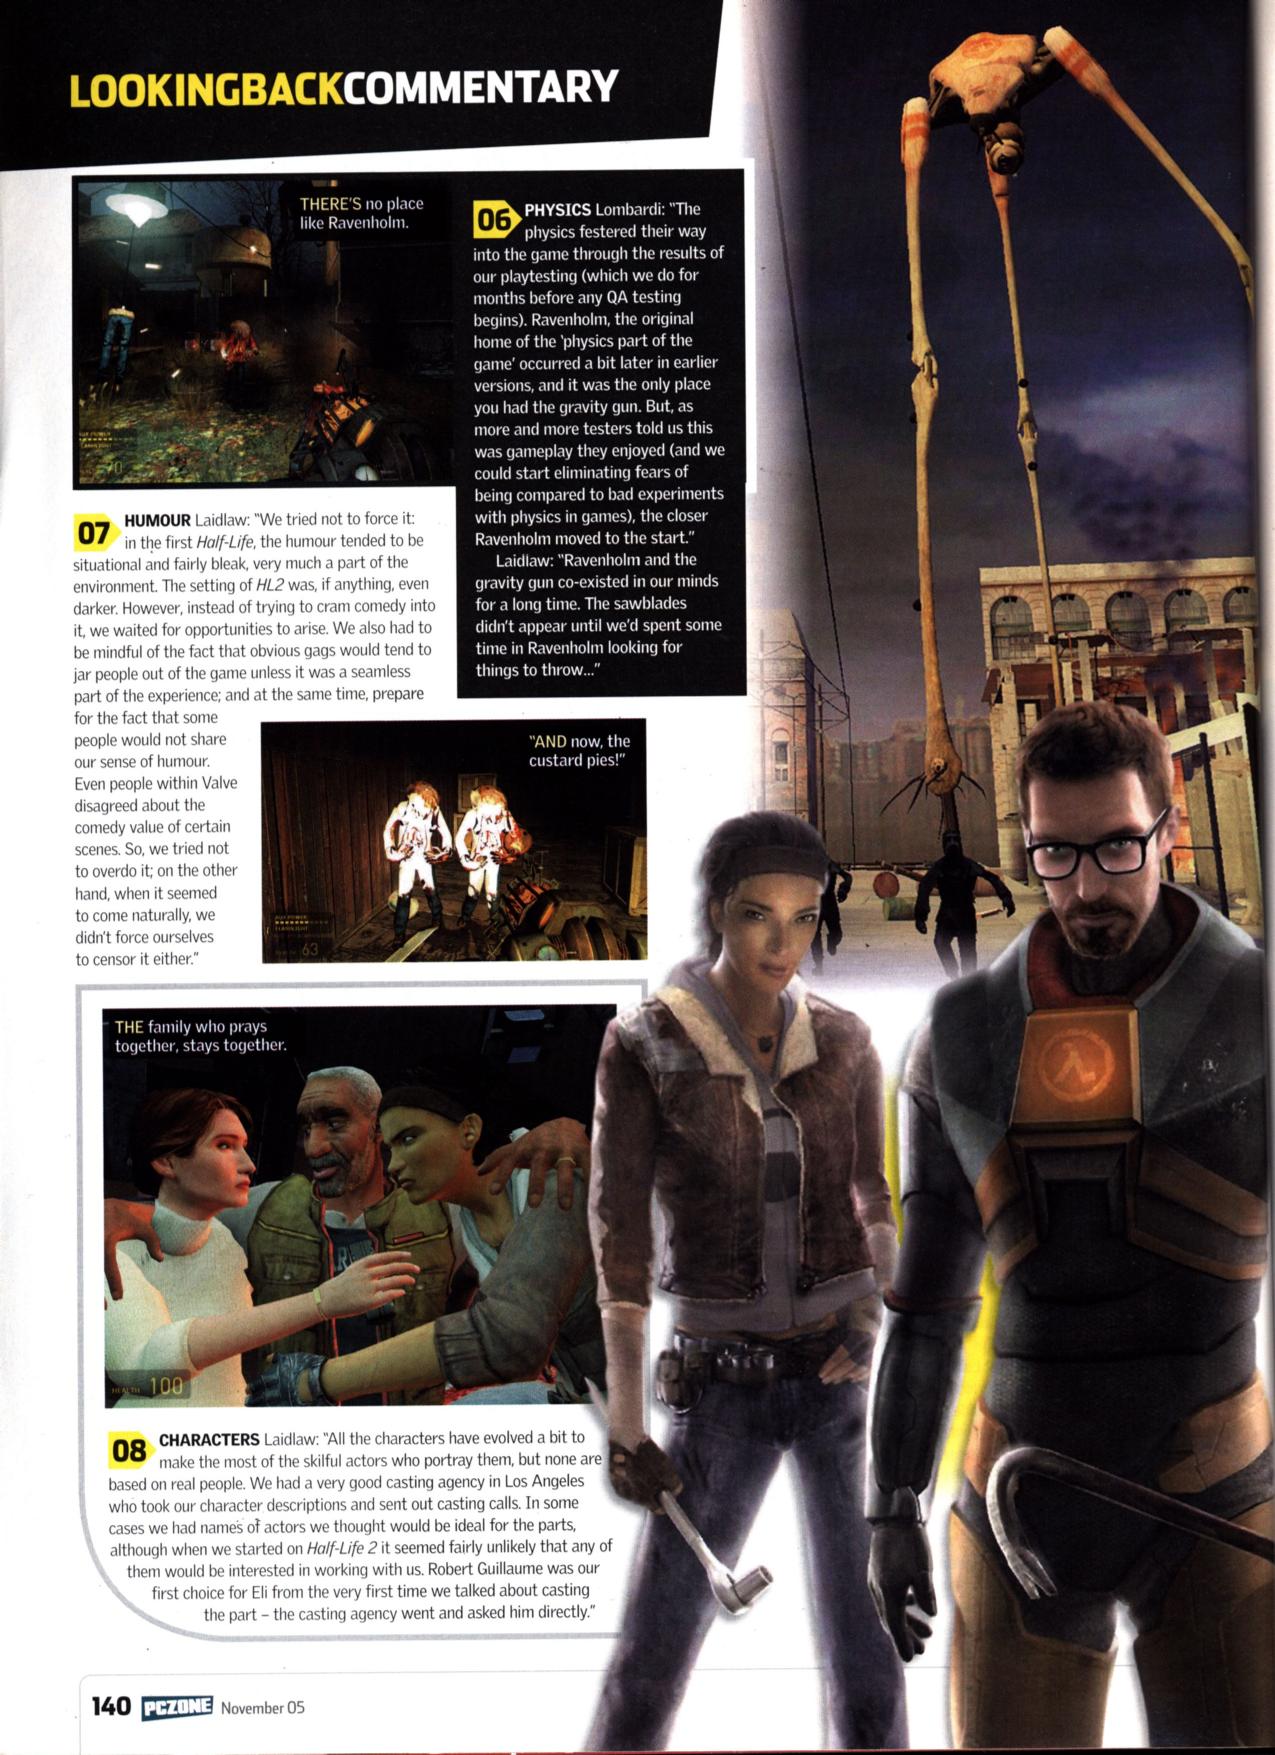 LOOKINGBACKCOMMENTARY
THERE'S no place
like Ravenholm.
06 PHYSICS Lombardi: "The
physics festered their way
into the game through the results of
our playtesting (which we do for
months before any QA testing
begins). Ravenholm, the original
home of the 'physics part of the
game' occurred a bit later in earlier
versions, and it was the only place
you had the gravity gun. But, as
more and more testers told us this
was gameplay they enjoyed (and we
could start eliminating fears of
being compared to bad experiments
with physics in games), the closer
Ravenholm moved to the start."
Laidlaw: "Ravenholm and the
gravity gun co-existed in our minds
for a long time. The sawblades
didn't appear until we'd spent some
time in Ravenholm looking for
things to throw..."
70
07 HUMOUR Laidlaw: "We tried not to force it:
in the first Half-Life, the humour tended to be
situational and fairly bleak, very much a part of the
environment. The setting of HL2 was, if anything, even
darker. However, instead of trying to cram comedy into
it, we waited for opportunities to arise. We also had to
be mindful of the fact that obvious gags would tend to
jar people out of the game unless it was a seamless
part of the experience; and at the same time, prepare
for the fact that some
people would not share
our sense of humour.
Even people within Valve
disagreed about the
comedy value of certain
scenes. So, we tried not
to overdo it; on the other
hand, when it seemed
to come naturally, we
didn't force ourselves
to censor it either."
"AND now, the
custard pies!"
AUX POWER
FLASHLIGHT
63
THE family who prays
together, stays together.
HEALTH 100
08 CHARACTERS Laidlaw: "All the characters have evolved a bit to
make the most of the skilful actors who portray them, but none are
based on real people. We had a very good casting agency in Los Angeles
who took our character descriptions and sent out casting calls. In some
cases we had names of actors we thought would be ideal for the parts,
although when we started on Half-Life 2 it seemed fairly unlikely that any of
them would be interested in working with us. Robert Guillaume was our
first choice for Eli from the very first time we talked about casting
the part – the casting agency went and asked him directly."
140 PCZONE November 05